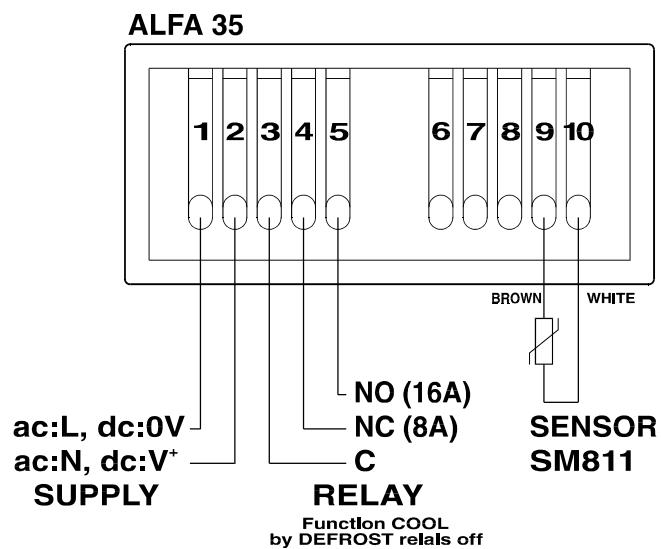 ALFA 35
1 2 3 4 5 6 7 8 9 10
BROWN WHITE
NO (16A)
ac:L, dc:0V NC (8A) SENSOR
ac:N, dc:V+ C SM811
SUPPLY RELAY
Function COOL
by DEFROST relals off